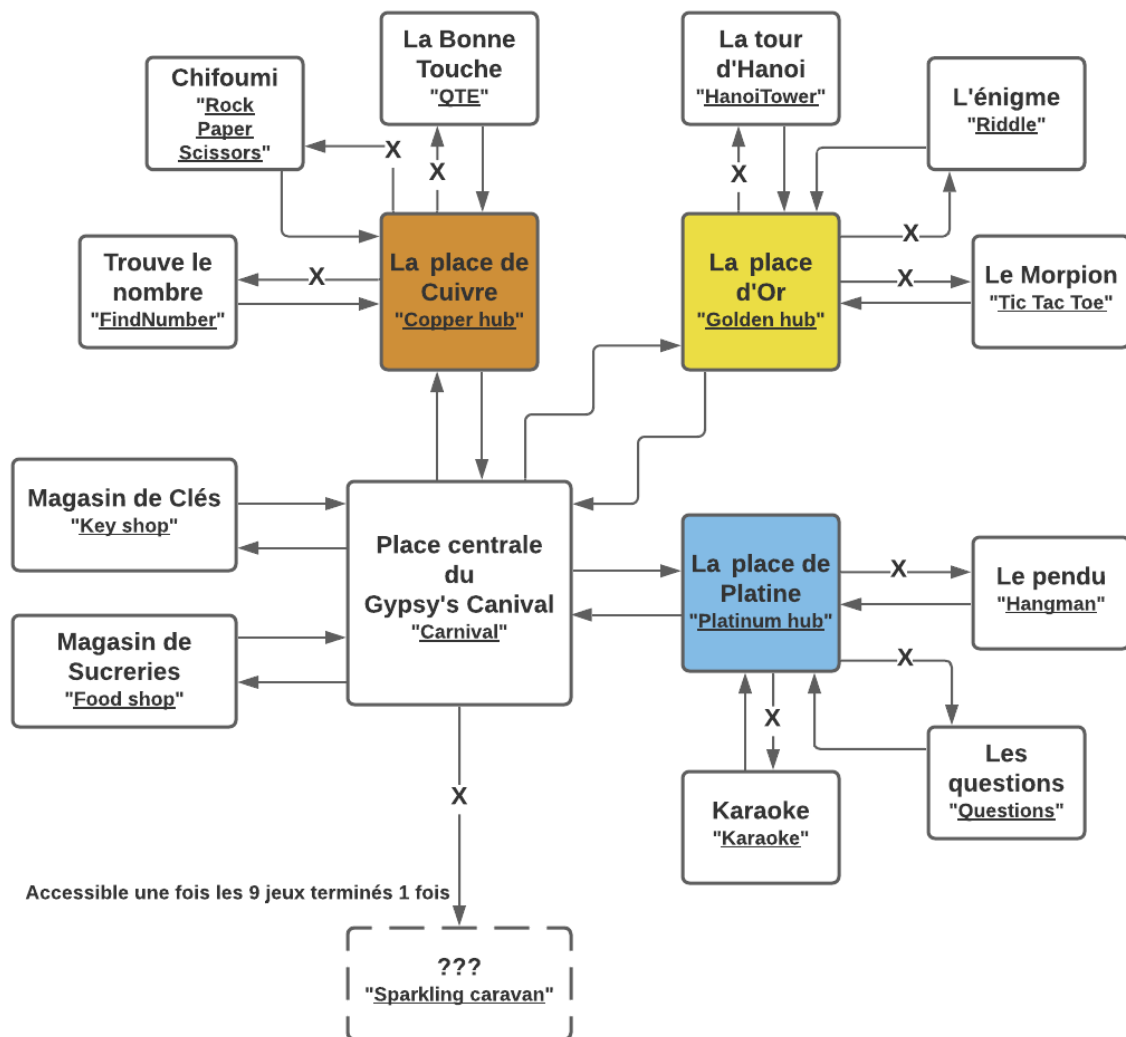 La Bonne
Touche
"QTE"
La tour
d'Hanoi
"HanoiTower"
Chifoumi
"Rock
Paper
Scissors"
L'énigme
"Riddle"
X
X
X
X
Trouve le
nombre
"FindNumber"
X
La place de
Cuivre
"Copper hub"
La place
d'Or
"Golden hub"
X
Le Morpion
"Tic Tac Toe"
Magasin de Clés
"Key shop"
Place centrale
du
Gypsy's Canival
"Carnival"
La place de
Platine
"Platinum hub"
X
Le pendu
"Hangman"
Magasin de
Sucreries
"Food shop"
X
X
Les
questions
"Questions"
Karaoke
"Karaoke"
X
Accessible une fois les 9 jeux terminés 1 fois
???
"Sparkling caravan"